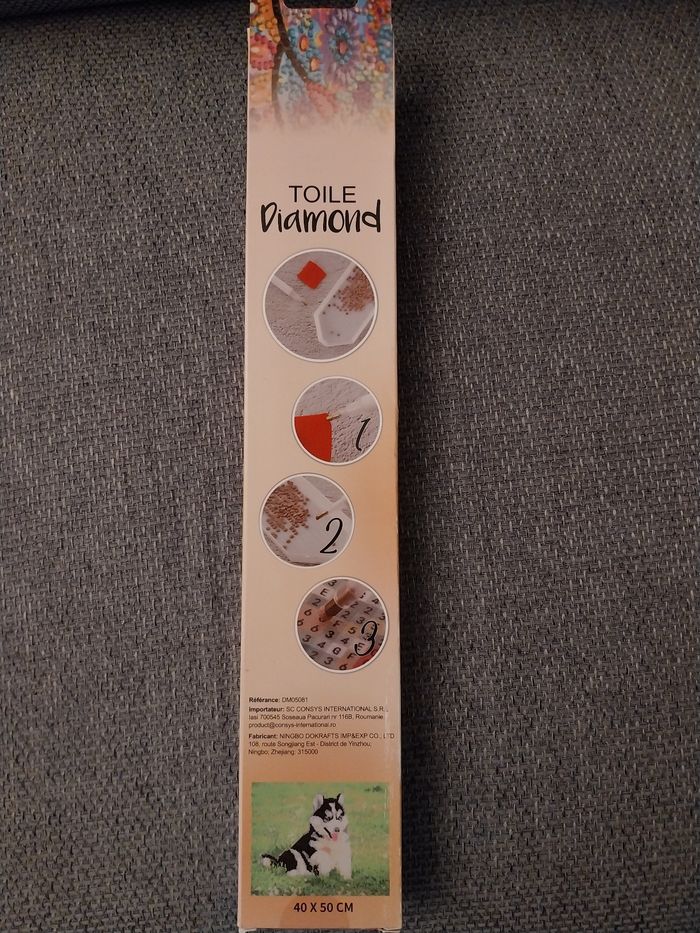 TOILE
Diamond
1
2
3
Référance: DM05081
Importateur: SC CONSYS INTERNATIONAL S.R.
Iasi 700545 Soseaua Pacurari nr 116B, Roumanie
product@consys-international.ro
Fabricant: NINGBO DOKRAFTS IMP&EXP CO., LTD
108, route Songjiang Est - District de Yinzhou,
Ningbo; Zhejiang: 315000
40 X 50 CM